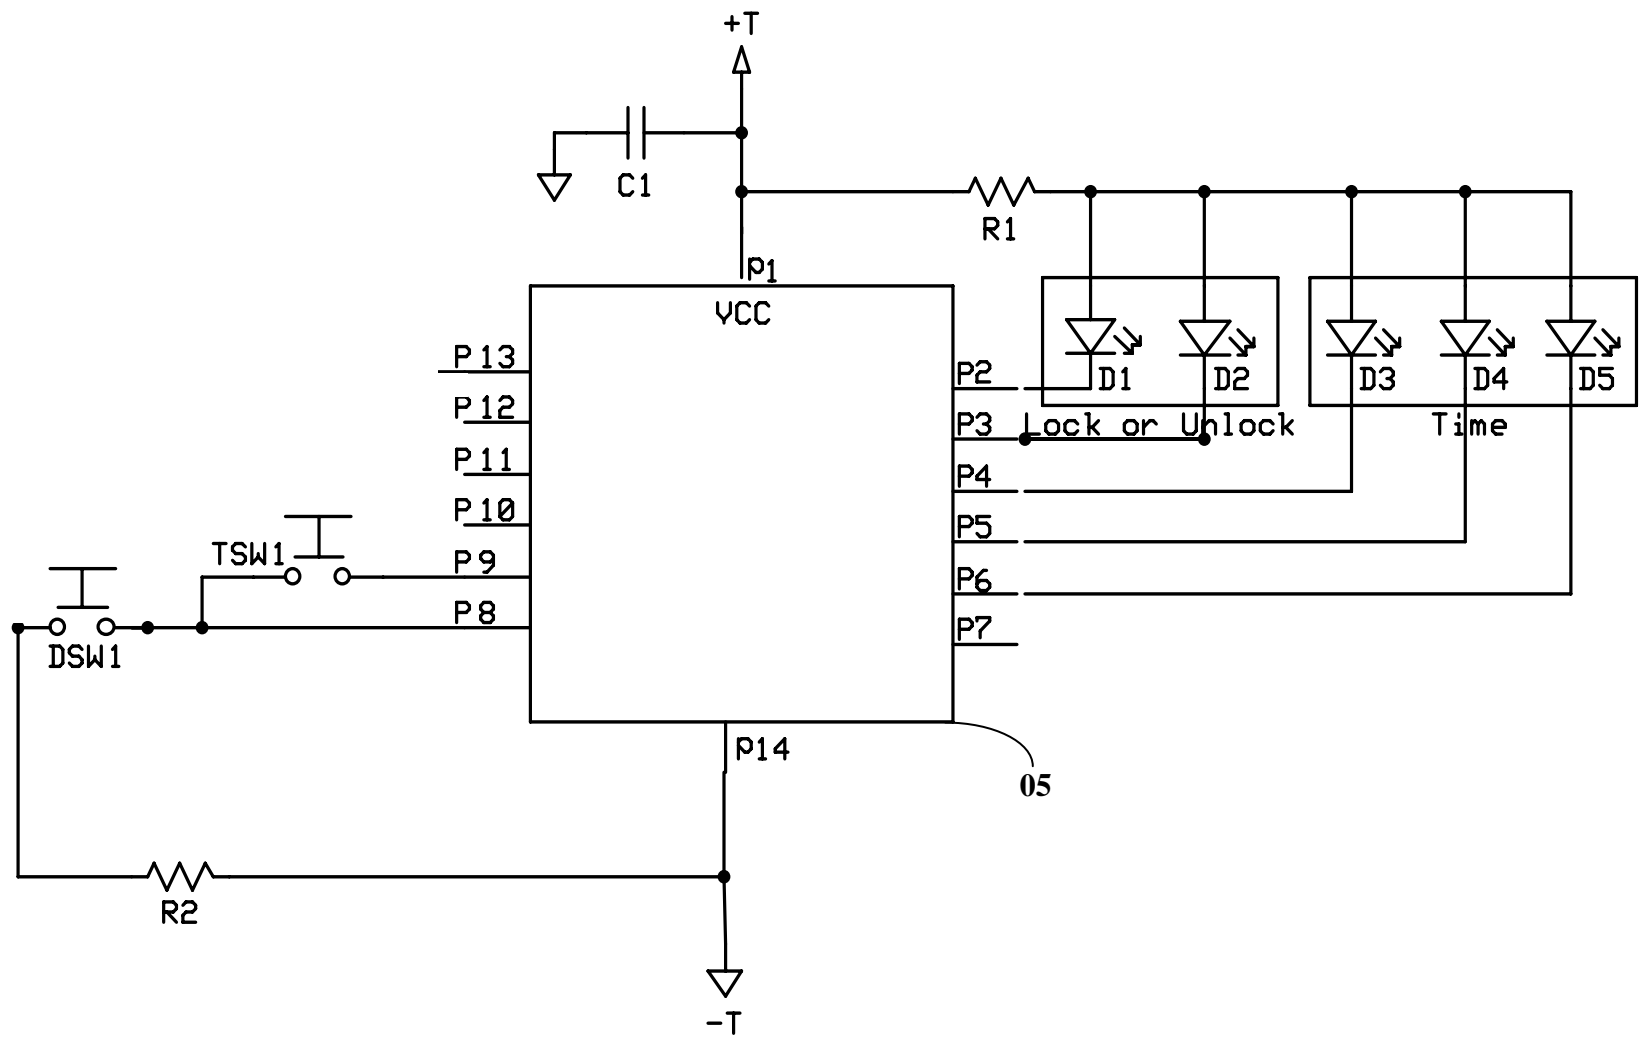 +T
C1
R1
P1
VCC
P13
P2
D1
D2
D3
D4
D5
P12
P3
Lock or Unlock
Time
P11
P4
P10
P5
TSW1
P9
P6
P8
P7
DSW1
P14
05
R2
-T